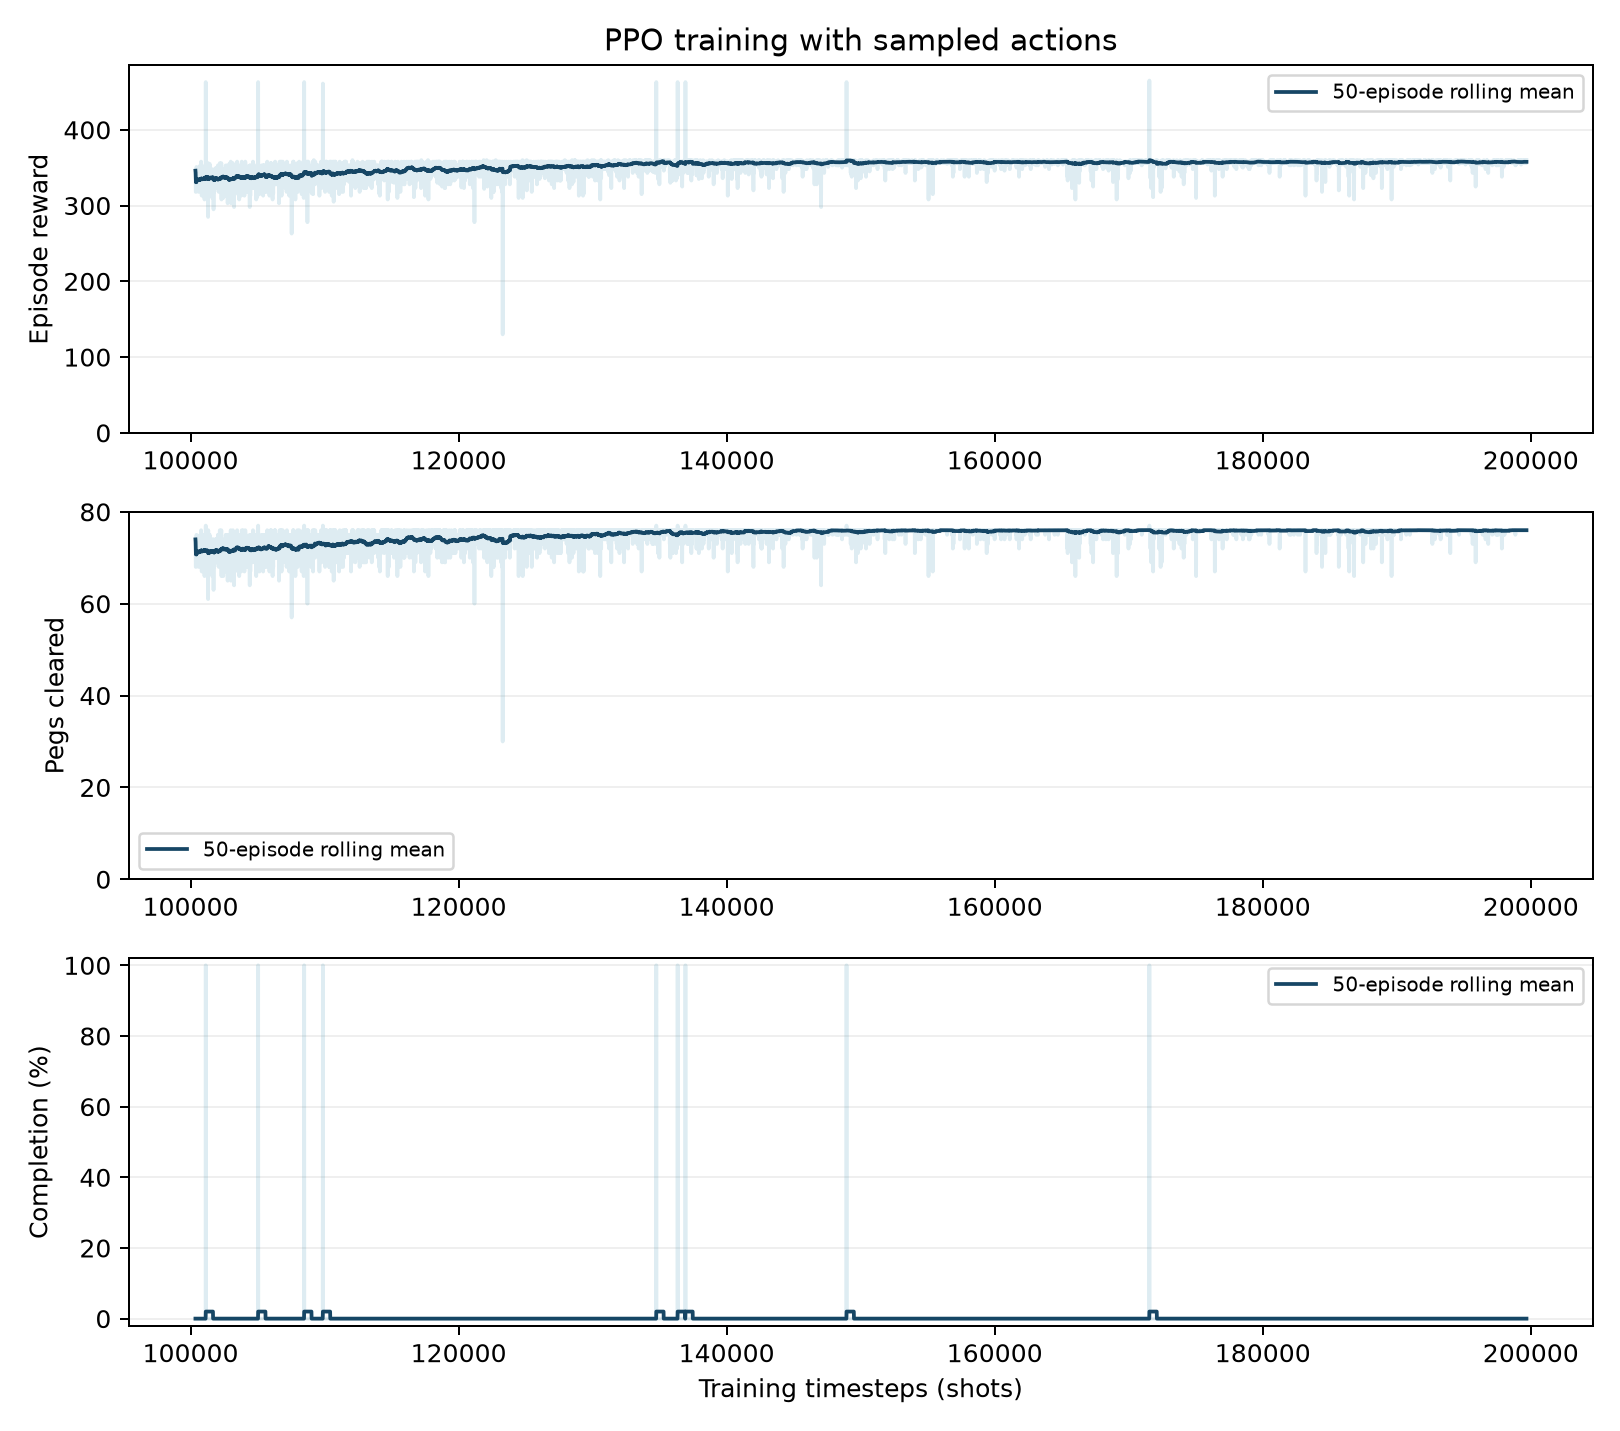 PPO training with sampled actions
50-episode rolling mean
Episode reward
400
300
200
100
0
100000 120000 140000 160000 180000 200000
Pegs cleared
80
60
40
20
0
50-episode rolling mean
100000 120000 140000 160000 180000 200000
50-episode rolling mean
Completion (%)
100
80
60
40
20
0
100000 120000 140000 160000 180000 200000
Training timesteps (shots)